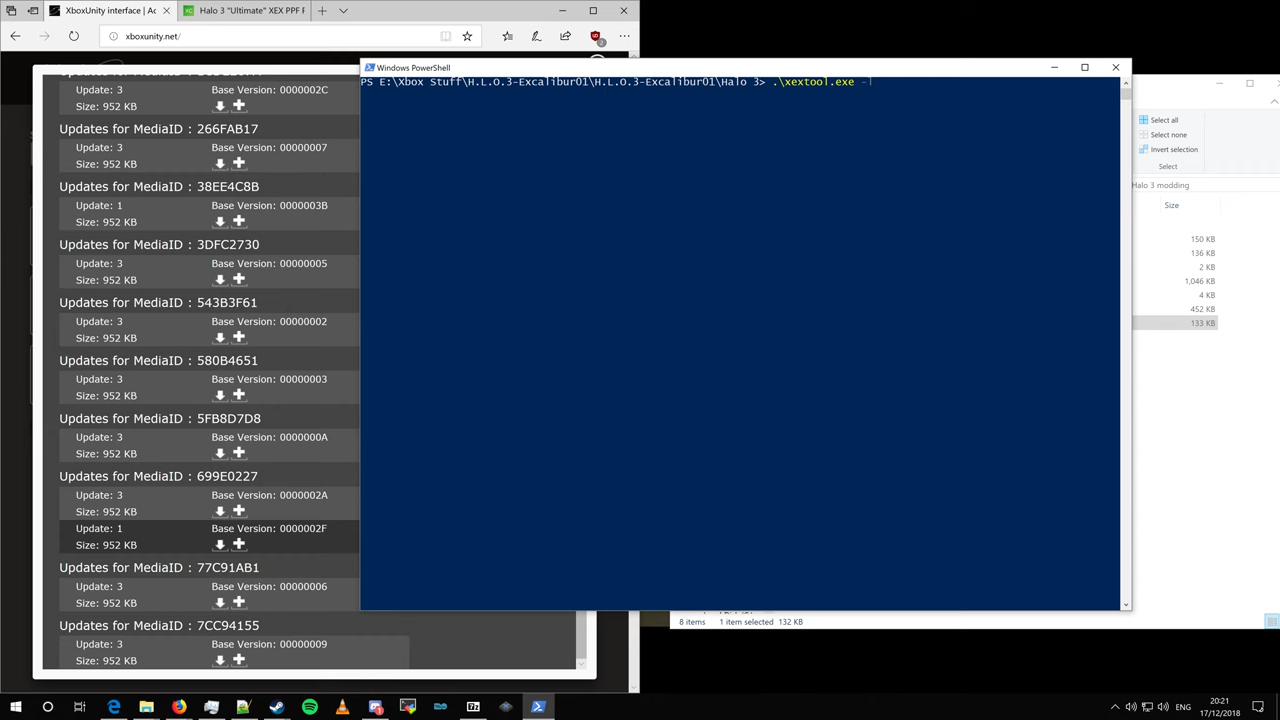 XboxUnity interface | Ac
Halo 3 "Ultimate" XEX PPF F
xboxunity.net/
2
Update: 3 Base Version: 0000002C
Updates for MediaID : 266FAB17
Update: 3 Base Version: 00000007
Size: 952 KB
Updates for MediaID : 38EE4C8B
Update: 1 Base Version: 0000003B
Size: 952 KB
Updates for MediaID : 3DFC2730
Update: 3 Base Version: 00000005
Size: 952 KB
Updates for MediaID : 543B3F61
Update: 3 Base Version: 00000002
Size: 952 KB
Updates for MediaID : 580B4651
Update: 3 Base Version: 00000003
Size: 952 KB
Updates for MediaID : 5FB8D7D8
Update: 3 Base Version: 0000000A
Size: 952 KB
Updates for MediaID : 699E0227
Update: 3 Base Version: 0000002A
Size: 952 KB
Update: 1 Base Version: 0000002F
Size: 952 KB
Updates for MediaID : 77C91AB1
Update: 3 Base Version: 00000006
Size: 952 KB
Updates for MediaID : 7CC94155
Update: 3 Base Version: 00000009
Size: 952 KB
Windows PowerShell
PS E:\Xbox Stuff\H.L.O.3-Excalibur01\H.L.O.3-Excalibur01\Halo 3> .\xextool.exe -l
Select all
Select none
Invert selection
Select
Halo 3 modding
Size
150 KB
136 KB
2 KB
1,046 KB
4 KB
452 KB
133 KB
8 items 1 item selected 132 KB
ENG
20:21
17/12/2018